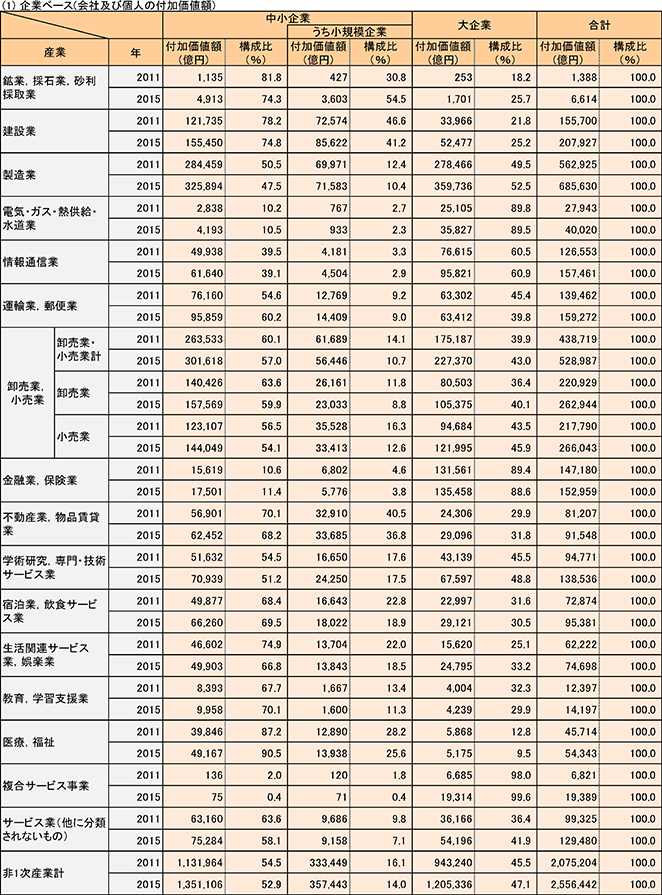 (1) 企業ベース(会社及び個人の付加価値額)
中小企業 大企業 合計
うち小規模企業
産業 年 付加価値額(億円) 構成比(%) 付加価値額(億円) 構成比(%) 付加価値額(億円) 構成比(%) 付加価値額(億円) 構成比(%)
鉱業, 採石業, 砂利採取業 2011 1,135 81.8 427 30.8 253 18.2 1,388 100.0
2015 4,913 74.3 3,603 54.5 1,701 25.7 6,614 100.0
建設業 2011 121,735 78.2 72,574 46.6 33,966 21.8 155,700 100.0
2015 155,450 74.8 85,622 41.2 52,477 25.2 207,927 100.0
製造業 2011 284,459 50.5 69,971 12.4 278,466 49.5 562,925 100.0
2015 325,894 47.5 71,583 10.4 359,736 52.5 685,630 100.0
電気・ガス・熱供給・水道業 2011 2,838 10.2 767 2.7 25,105 89.8 27,943 100.0
2015 4,193 10.5 933 2.3 35,827 89.5 40,020 100.0
情報通信業 2011 49,938 39.5 4,181 3.3 76,615 60.5 126,553 100.0
2015 61,640 39.1 4,504 2.9 95,821 60.9 157,461 100.0
運輸業, 郵便業 2011 76,160 54.6 12,769 9.2 63,302 45.4 139,462 100.0
2015 95,859 60.2 14,409 9.0 63,412 39.8 159,272 100.0
卸売業, 小売業 卸売業・小売業計 2011 263,533 60.1 61,689 14.1 175,187 39.9 438,719 100.0
2015 301,618 57.0 56,446 10.7 227,370 43.0 528,987 100.0
卸売業 2011 140,426 63.6 26,161 11.8 80,503 36.4 220,929 100.0
2015 157,569 59.9 23,033 8.8 105,375 40.1 262,944 100.0
小売業 2011 123,107 56.5 35,528 16.3 94,684 43.5 217,790 100.0
2015 144,049 54.1 33,413 12.6 121,995 45.9 266,043 100.0
金融業, 保険業 2011 15,619 10.6 6,802 4.6 131,561 89.4 147,180 100.0
2015 17,501 11.4 5,776 3.8 135,458 88.6 152,959 100.0
不動産業, 物品賃貸業 2011 56,901 70.1 32,910 40.5 24,306 29.9 81,207 100.0
2015 62,452 68.2 33,685 36.8 29,096 31.8 91,548 100.0
学術研究, 専門・技術サービス業 2011 51,632 54.5 16,650 17.6 43,139 45.5 94,771 100.0
2015 70,939 51.2 24,250 17.5 67,597 48.8 138,536 100.0
宿泊業, 飲食サービス業 2011 49,877 68.4 16,643 22.8 22,997 31.6 72,874 100.0
2015 66,260 69.5 18,022 18.9 29,121 30.5 95,381 100.0
生活関連サービス業, 娯楽業 2011 46,602 74.9 13,704 22.0 15,620 25.1 62,222 100.0
2015 49,903 66.8 13,843 18.5 24,795 33.2 74,698 100.0
教育, 学習支援業 2011 8,393 67.7 1,667 13.4 4,004 32.3 12,397 100.0
2015 9,958 70.1 1,600 11.3 4,239 29.9 14,197 100.0
医療, 福祉 2011 39,846 87.2 12,890 28.2 5,868 12.8 45,714 100.0
2015 49,167 90.5 13,938 25.6 5,175 9.5 54,343 100.0
複合サービス事業 2011 136 2.0 120 1.8 6,685 98.0 6,821 100.0
2015 75 0.4 71 0.4 19,314 99.6 19,389 100.0
サービス業(他に分類されないもの) 2011 63,160 63.6 9,686 9.8 36,166 36.4 99,325 100.0
2015 75,284 58.1 9,158 7.1 54,196 41.9 129,480 100.0
非1次産業計 2011 1,131,964 54.5 333,449 16.1 943,240 45.5 2,075,204 100.0
2015 1,351,106 52.9 357,443 14.0 1,205,336 47.1 2,556,442 100.0